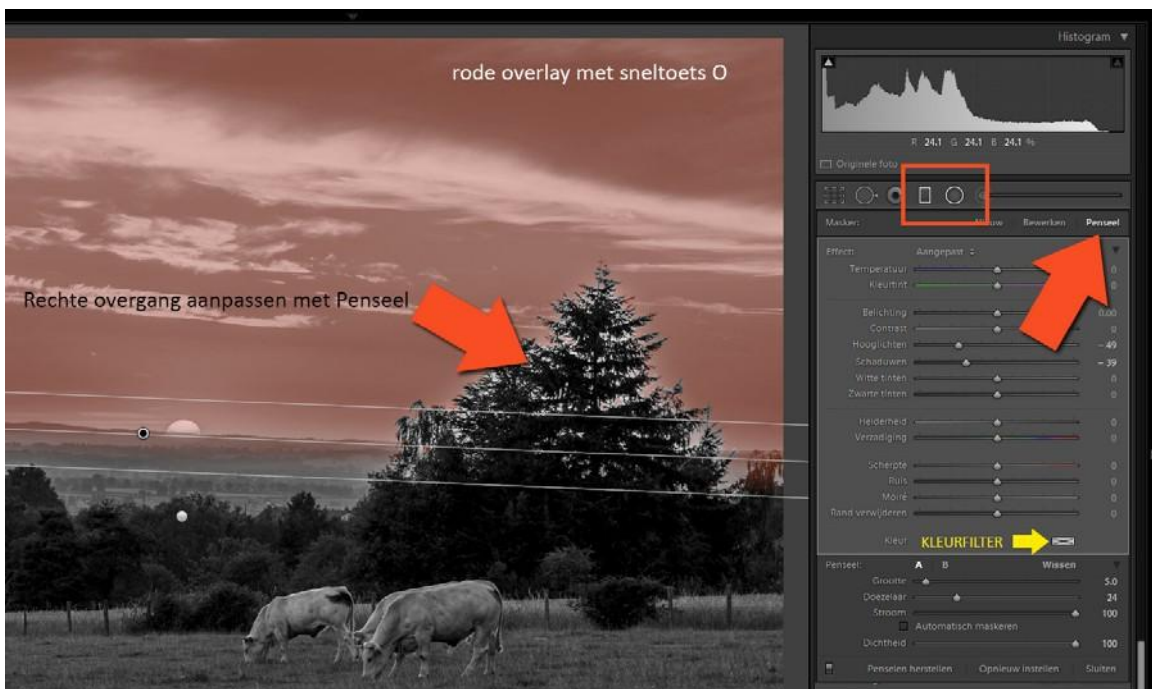 Histogram
rode overlay met sneltoets O
R 24.1 G 24.1 B 24.1 %
Originele foto
Masker: Nieuw Bewerken Penseel
Effect: Aangepast
Temperatuur 0
Kleurtint 0
Rechte overgang aanpassen met Penseel
Belichting 0,00
Contrast 0
Hooglichten - 49
Schaduwen - 39
Witte tinten 0
Zwarte tinten 0
Helderheid 0
Verzadiging 0
Scherpte 0
Ruis 0
Moiré 0
Rand verwijderen 0
Kleur KLEURFILTER
Penseel: A B Wissen
Grootte 5.0
Doezelaar 24
Stroom 100
Automatisch maskeren
Dichtheid 100
Penselen herstellen Opnieuw instellen Sluiten